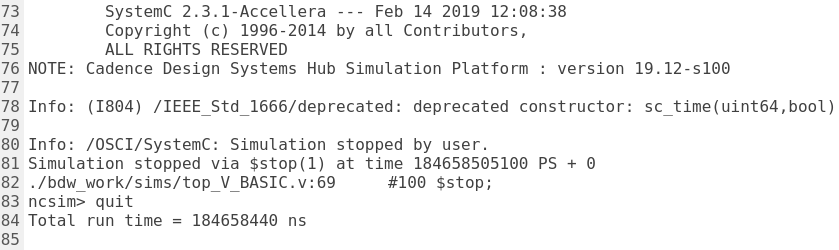 73 SystemC 2.3.1-Accellera --- Feb 14 2019 12:08:38
74 Copyright (c) 1996-2014 by all Contributors,
75 ALL RIGHTS RESERVED
76 NOTE: Cadence Design Systems Hub Simulation Platform : version 19.12-s100
77
78 Info: (I804) /IEEE_Std_1666/deprecated: deprecated constructor: sc_time(uint64,bool)
79
80 Info: /OSCI/SystemC: Simulation stopped by user.
81 Simulation stopped via $stop(1) at time 184658505100 PS + 0
82 ./bdw_work/sims/top_V_BASIC.v:69 #100 $stop;
83 ncsim> quit
84 Total run time = 184658440 ns
85